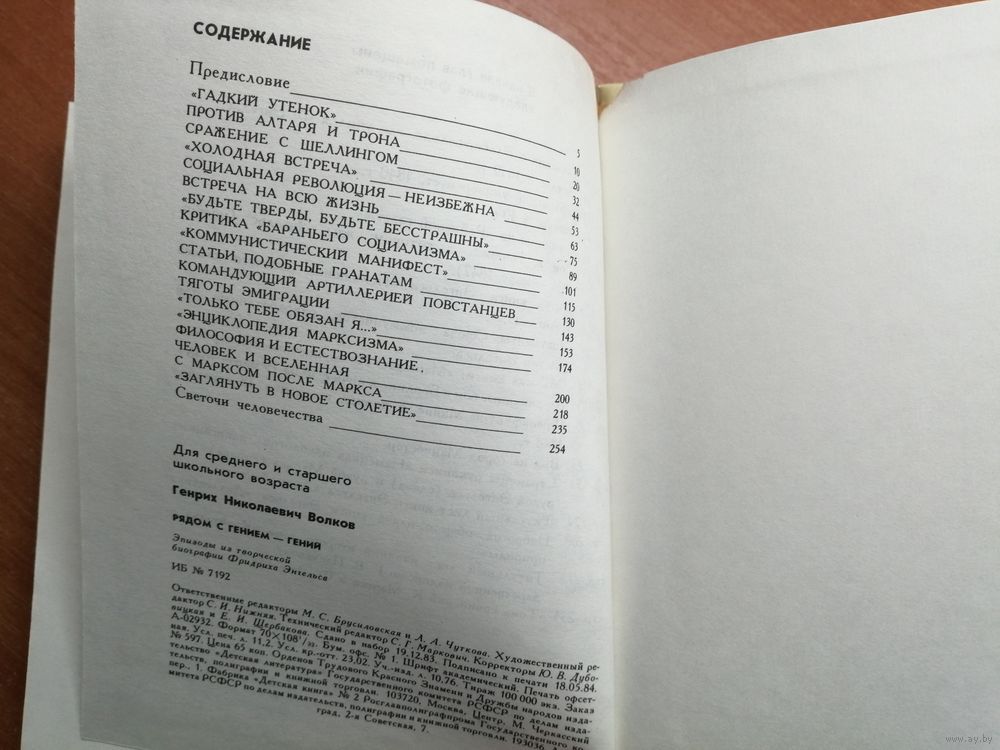 СОДЕРЖАНИЕ
Предисловие 5
«ГАДКИЙ УТЕНОК» 10
ПРОТИВ АЛТАРЯ И ТРОНА 20
СРАЖЕНИЕ С ШЕЛЛИНГОМ 32
«ХОЛОДНАЯ ВСТРЕЧА» 44
СОЦИАЛЬНАЯ РЕВОЛЮЦИЯ — НЕИЗБЕЖНА 53
ВСТРЕЧА НА ВСЮ ЖИЗНЬ 63
«БУДЬТЕ ТВЕРДЫ, БУДЬТЕ БЕССТРАШНЫ» 75
КРИТИКА «БАРАНЬЕГО СОЦИАЛИЗМА» 89
«КОММУНИСТИЧЕСКИЙ МАНИФЕСТ» 101
СТАТЬИ, ПОДОБНЫЕ ГРАНАТАМ 115
КОМАНДУЮЩИЙ АРТИЛЛЕРИЕЙ ПОВСТАНЦЕВ 130
ТЯГОТЫ ЭМИГРАЦИИ 143
«ТОЛЬКО ТЕБЕ ОБЯЗАН Я...» 153
«ЭНЦИКЛОПЕДИЯ МАРКСИЗМА» 174
ФИЛОСОФИЯ И ЕСТЕСТВОЗНАНИЕ.
ЧЕЛОВЕК И ВСЕЛЕННАЯ 200
С МАРКСОМ ПОСЛЕ МАРКСА 218
«ЗАГЛЯНУТЬ В НОВОЕ СТОЛЕТИЕ» 235
Светочи человечества 254
Для среднего и старшего
школьного возраста
Генрих Николаевич Волков
РЯДОМ С ГЕНИЕМ — ГЕНИЙ
Эпизоды из творческой
биографии Фридриха Энгельса
ИБ № 7192
Ответственные редакторы М. С. Брусиловская и Л. А. Чуткова. Художественный ре-
дактор С. И. Нижняя. Технический редактор С. Г. Маркович. Корректоры Ю. В. Дубо-
вицкая и Е. И. Щербакова. Сдано в набор 19.12.83. Подписано к печати 18.05.84.
А-02932. Формат 70×108 1/32. Бум. офс. № 1. Шрифт академический. Печать офсет-
ная. Усл. печ. л. 11,2. Усл. кр.-отт. 23,02. Уч.-изд. л. 10,76. Тираж 100 000 экз. Заказ
№ 597. Цена 65 коп. Орденов Трудового Красного Знамени и Дружбы народов изда-
тельство «Детская литература» Государственного комитета РСФСР по делам изда-
тельств, полиграфии и книжной торговли. 103720, Москва, Центр, М. Черкасский
пер. 1. Фабрика «Детская книга» № 2 Росглавполиграфпрома Государственного ко-
митета РСФСР по делам издательств, полиграфии и книжной торговли. 193036,
град, 2-я Советская, 7.
www.ay.by